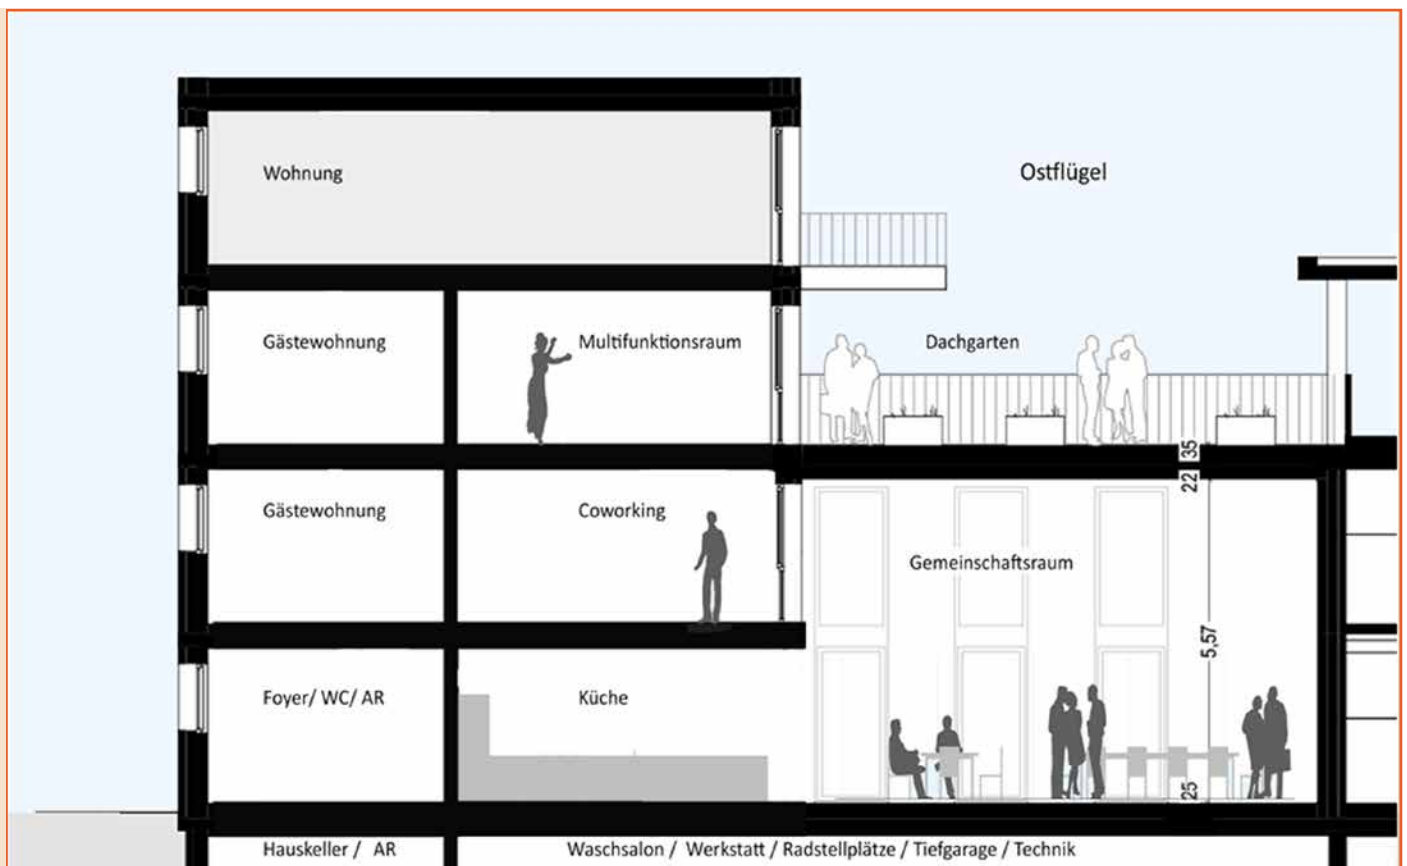 Wohnung
Ostflügel
Gästewohnung
Multifunktionsraum
Dachgarten
35
22
Gästewohnung
Coworking
Gemeinschaftsraum
5,57
Foyer/ WC/ AR
Küche
25
Hauskeller / AR
Waschsalon / Werkstatt / Radstellplätze / Tiefgarage / Technik